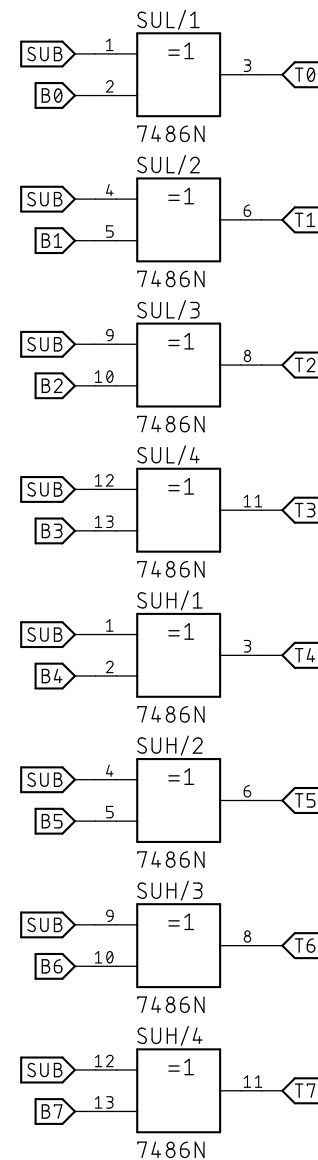 SUL/1
SUB 1 =1 3 T0
B0 2
7486N
SUL/2
SUB 4 =1 6 T1
B1 5
7486N
SUL/3
SUB 9 =1 8 T2
B2 10
7486N
SUL/4
SUB 12 =1 11 T3
B3 13
7486N
SUH/1
SUB 1 =1 3 T4
B4 2
7486N
SUH/2
SUB 4 =1 6 T5
B5 5
7486N
SUH/3
SUB 9 =1 8 T6
B6 10
7486N
SUH/4
SUB 12 =1 11 T7
B7 13
7486N